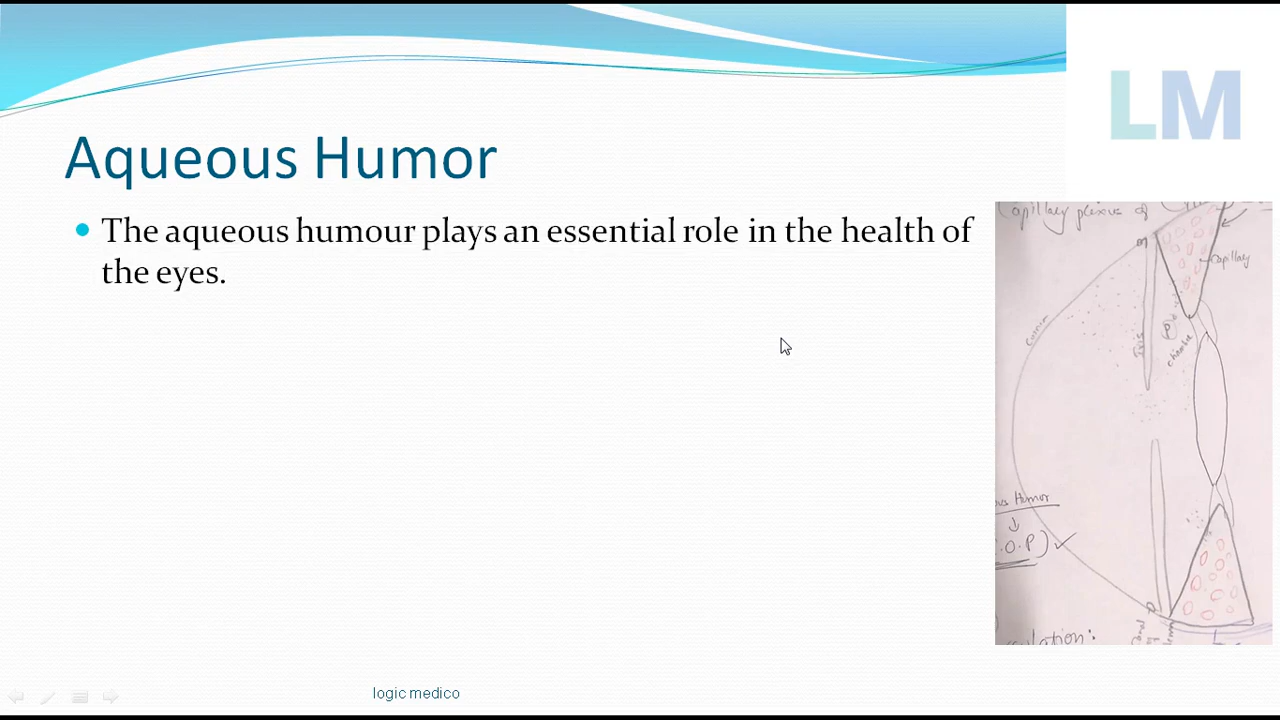 LM
Aqueous Humor
The aqueous humour plays an essential role in the health of
the eyes.
Capillary plexus of
Capillary
Cornea
Iris
chamber
Humor
.O.P)
logic medico